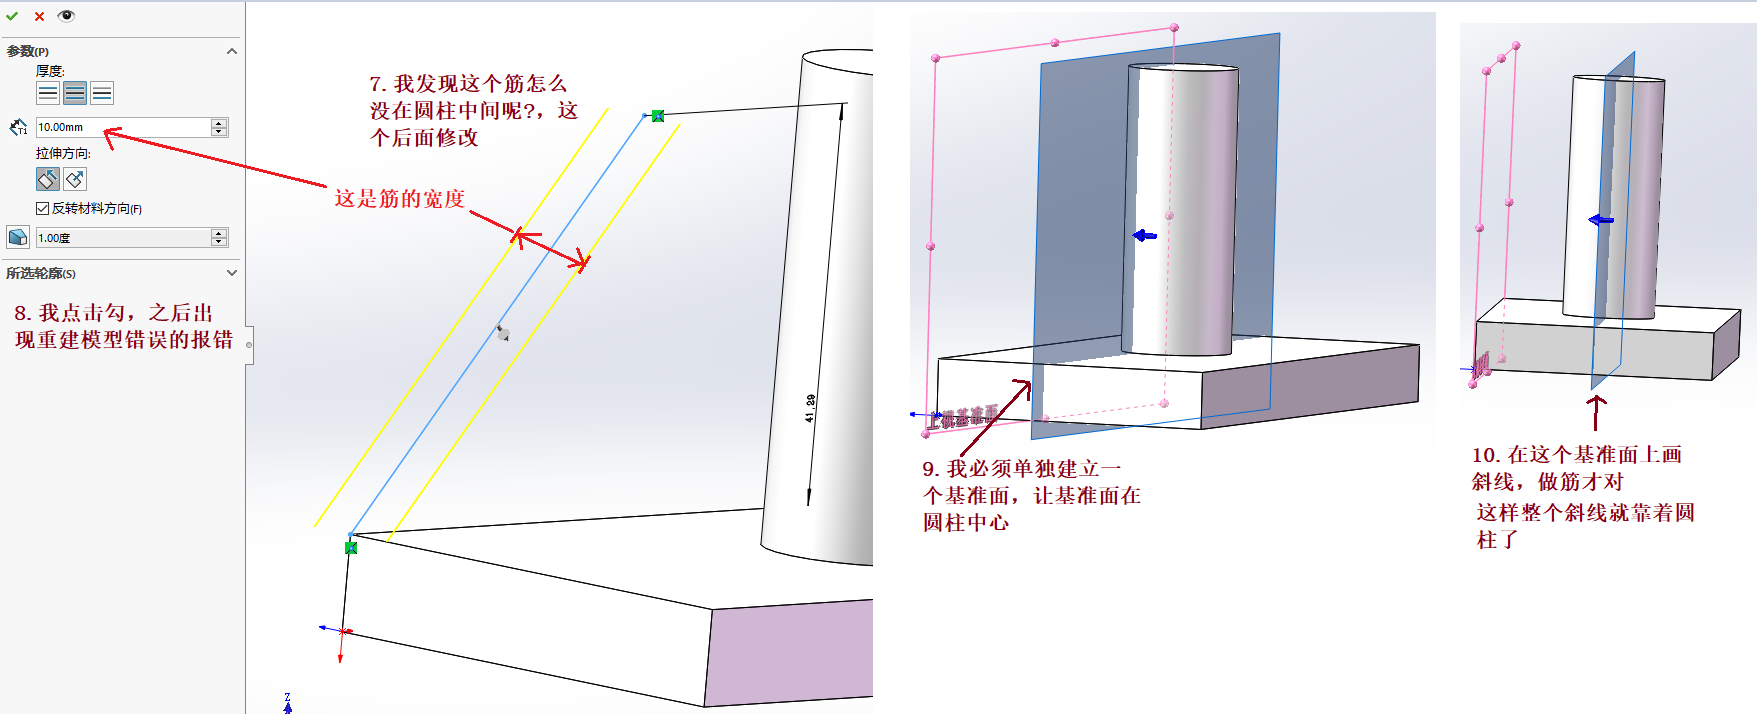 参数(P)
厚度:
T1
10.00mm
拉伸方向:
反转材料方向(F)
1.00度
所选轮廓(S)
8. 我点击勾, 之后出
现重建模型错误的报错
7. 我发现这个筋怎么
没在圆柱中间呢?, 这
个后面修改
这是筋的宽度
41.29
Z
上视基准面
9. 我必须单独建立一
个基准面, 让基准面在
圆柱中心
10. 在这个基准面上画
斜线, 做筋才对
这样整个斜线就靠着圆
柱了